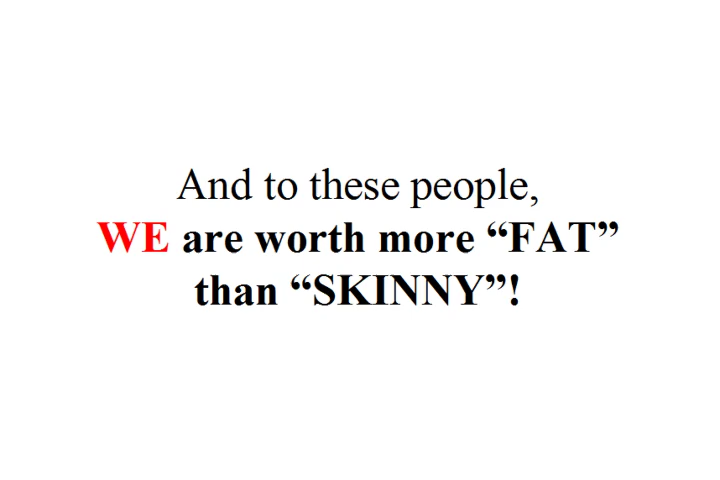 And to these people,
WE are worth more “FAT”
than “SKINNY”!